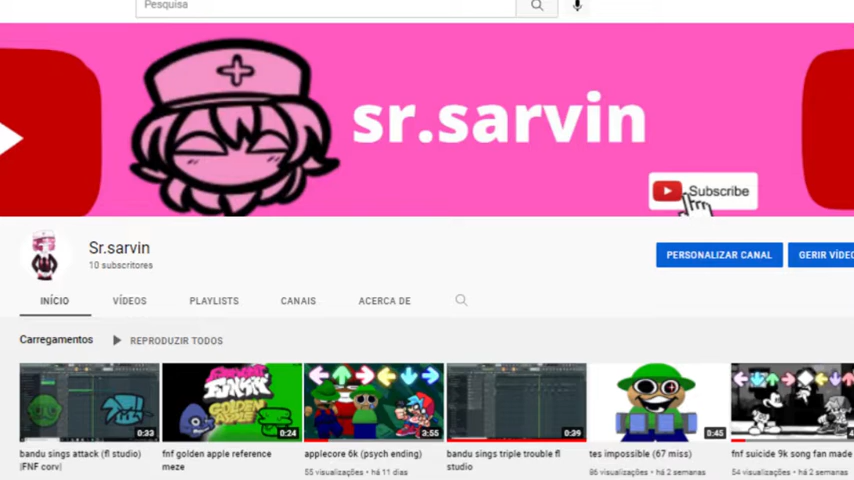 Pesquisa
sr.sarvin
Subscribe
Sr.sarvin
10 subscritores
PERSONALIZAR CANAL
GERIR VÍDEO
INÍCIO
VÍDEOS
PLAYLISTS
CANAIS
ACERCA DE
Carregamentos
REPRODUZIR TODOS
FUNKIN
GOLDEN
0:33
0:24
3:55
0:39
0:45
bandu sings attack (fl studio)
|FNF corv|
fnf golden apple reference
meze
applecore 6k (psych ending)
55 visualizações • há 11 dias
bandu sings triple trouble fl
studio
tes impossible (67 miss)
96 visualizações • há 2 semanas
fnf suicide 9k song fan made
54 visualizações • há 2 semanas